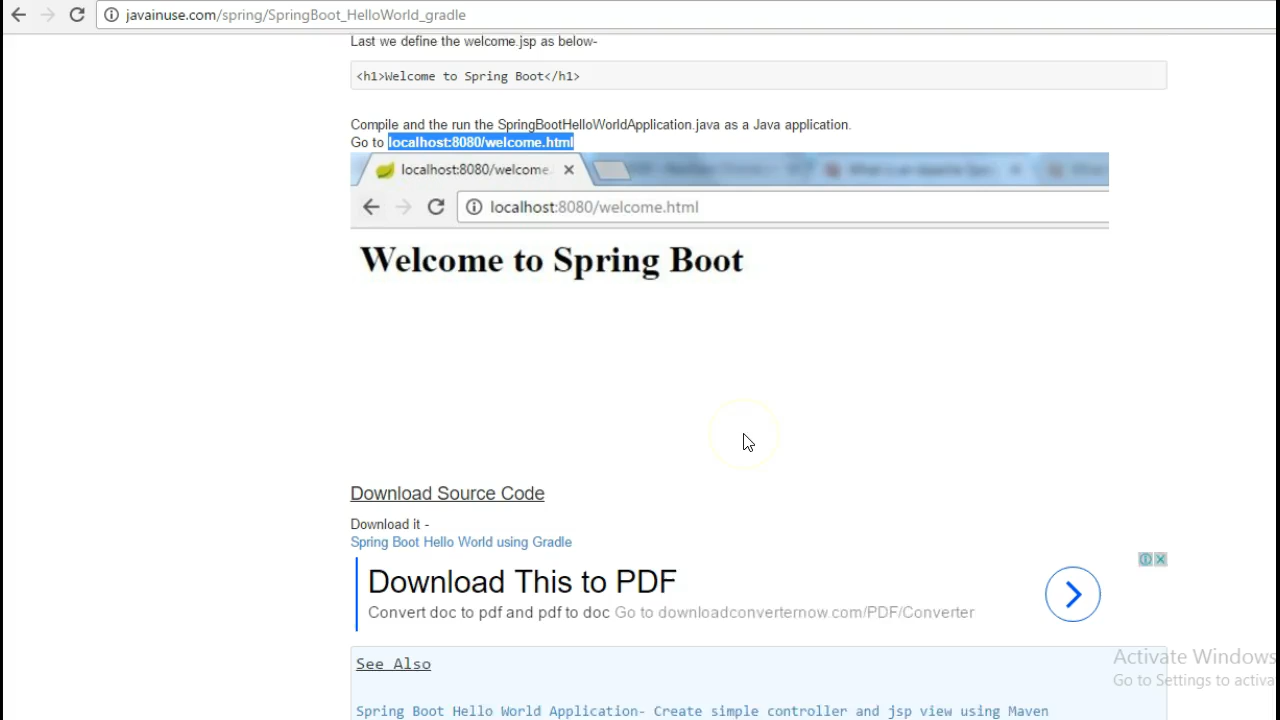 javainuse.com/spring/SpringBoot_HelloWorld_gradle
Last we define the welcome.jsp as below-
<h1>Welcome to Spring Boot</h1>
Compile and the run the SpringBootHelloWorldApplication.java as a Java application.
Go to localhost:8080/welcome.html
localhost:8080/welcome
localhost:8080/welcome.html
Welcome to Spring Boot
Download Source Code
Download it -
Spring Boot Hello World using Gradle
Download This to PDF
Convert doc to pdf and pdf to doc Go to downloadconverternow.com/PDF/Converter
Activate Windows
Go to Settings to activa
See Also
Spring Boot Hello World Application- Create simple controller and jsp view using Maven